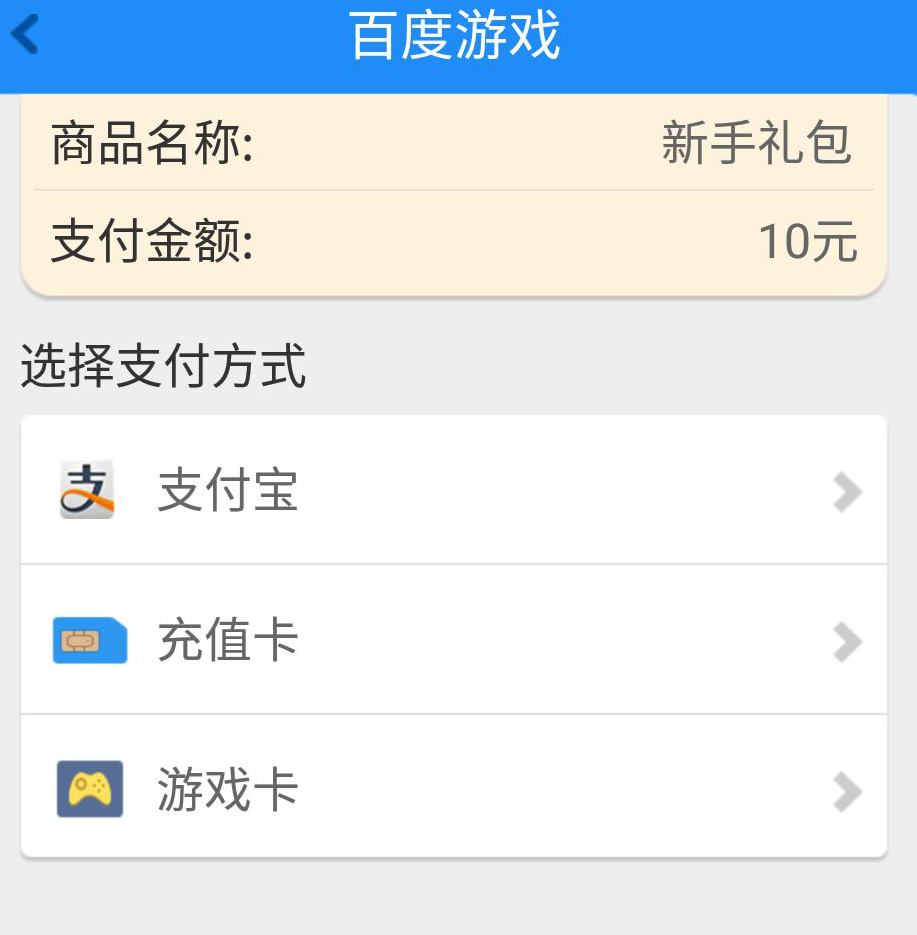 百度游戏
商品名称: 新手礼包
支付金额: 10元
选择支付方式
支 支付宝
充值卡
游戏卡